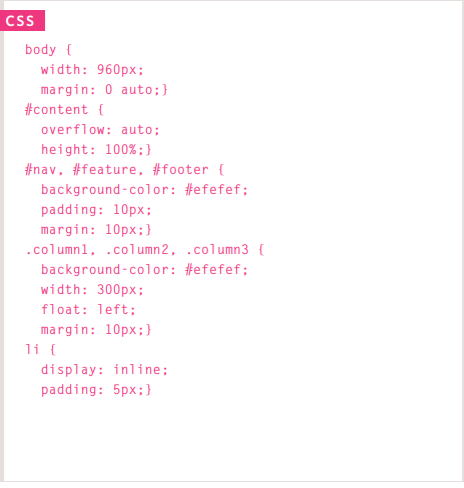 CSS
body {
width: 960px;
margin: 0 auto;}
#content {
overflow: auto;
height: 100%;}
#nav, #feature, #footer {
background-color: #efefef;
padding: 10px;
margin: 10px;}
.column1, .column2, .column3 {
background-color: #efefef;
width: 300px;
float: left;
margin: 10px;}
li {
display: inline;
padding: 5px;}